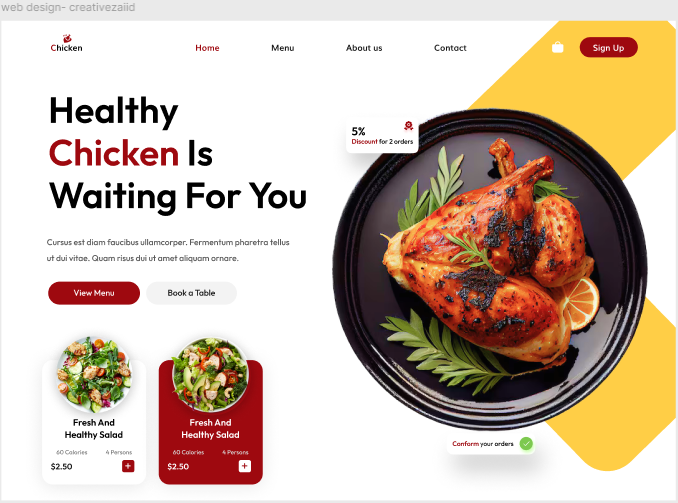 web design- creativezaiid
Chicken
Home
Menu
About us
Contact
Sign Up
Healthy
Chicken Is
Waiting For You
Cursus est diam faucibus ullamcorper. Fermentum pharetra tellus
ut dui vitae. Quam risus dui ut amet aliquam ornare.
View Menu
Book a Table
5%
Discount for 2 orders
Fresh And
Healthy Salad
60 Calories
4 Persons
$2.50
+
Fresh And
Healthy Salad
60 Calories
4 Persons
$2.50
+
Conform your orders